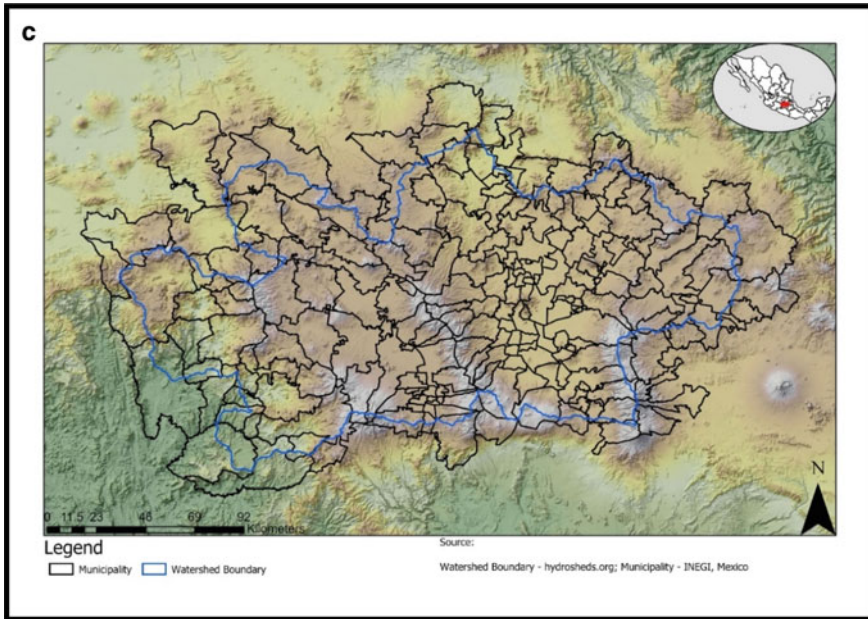 c
N
0 11.5 23 46 69 92
Kilometers
Legend
Municipality Watershed Boundary
Source:
Watershed Boundary - hydrosheds.org; Municipality - INEGI, Mexico